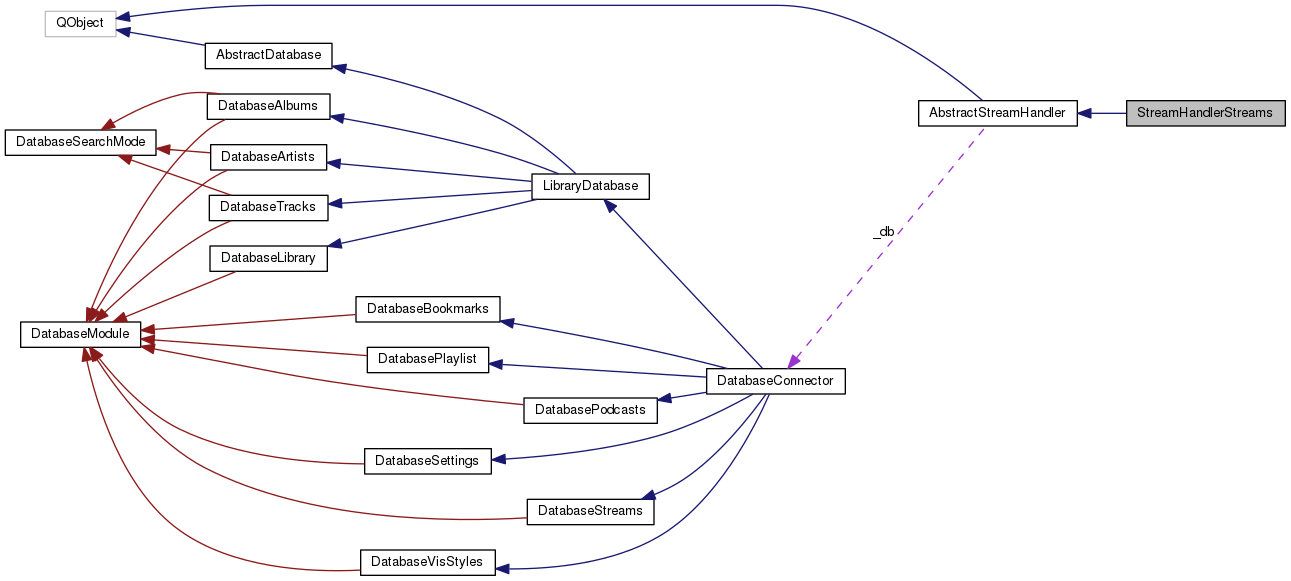 QObject
AbstractDatabase
DatabaseAlbums
AbstractStreamHandler
StreamHandlerStreams
DatabaseSearchMode
DatabaseArtists
LibraryDatabase
DatabaseTracks
_db
DatabaseLibrary
DatabaseBookmarks
DatabaseModule
DatabasePlaylist
DatabaseConnector
DatabasePodcasts
DatabaseSettings
DatabaseStreams
DatabaseVisStyles